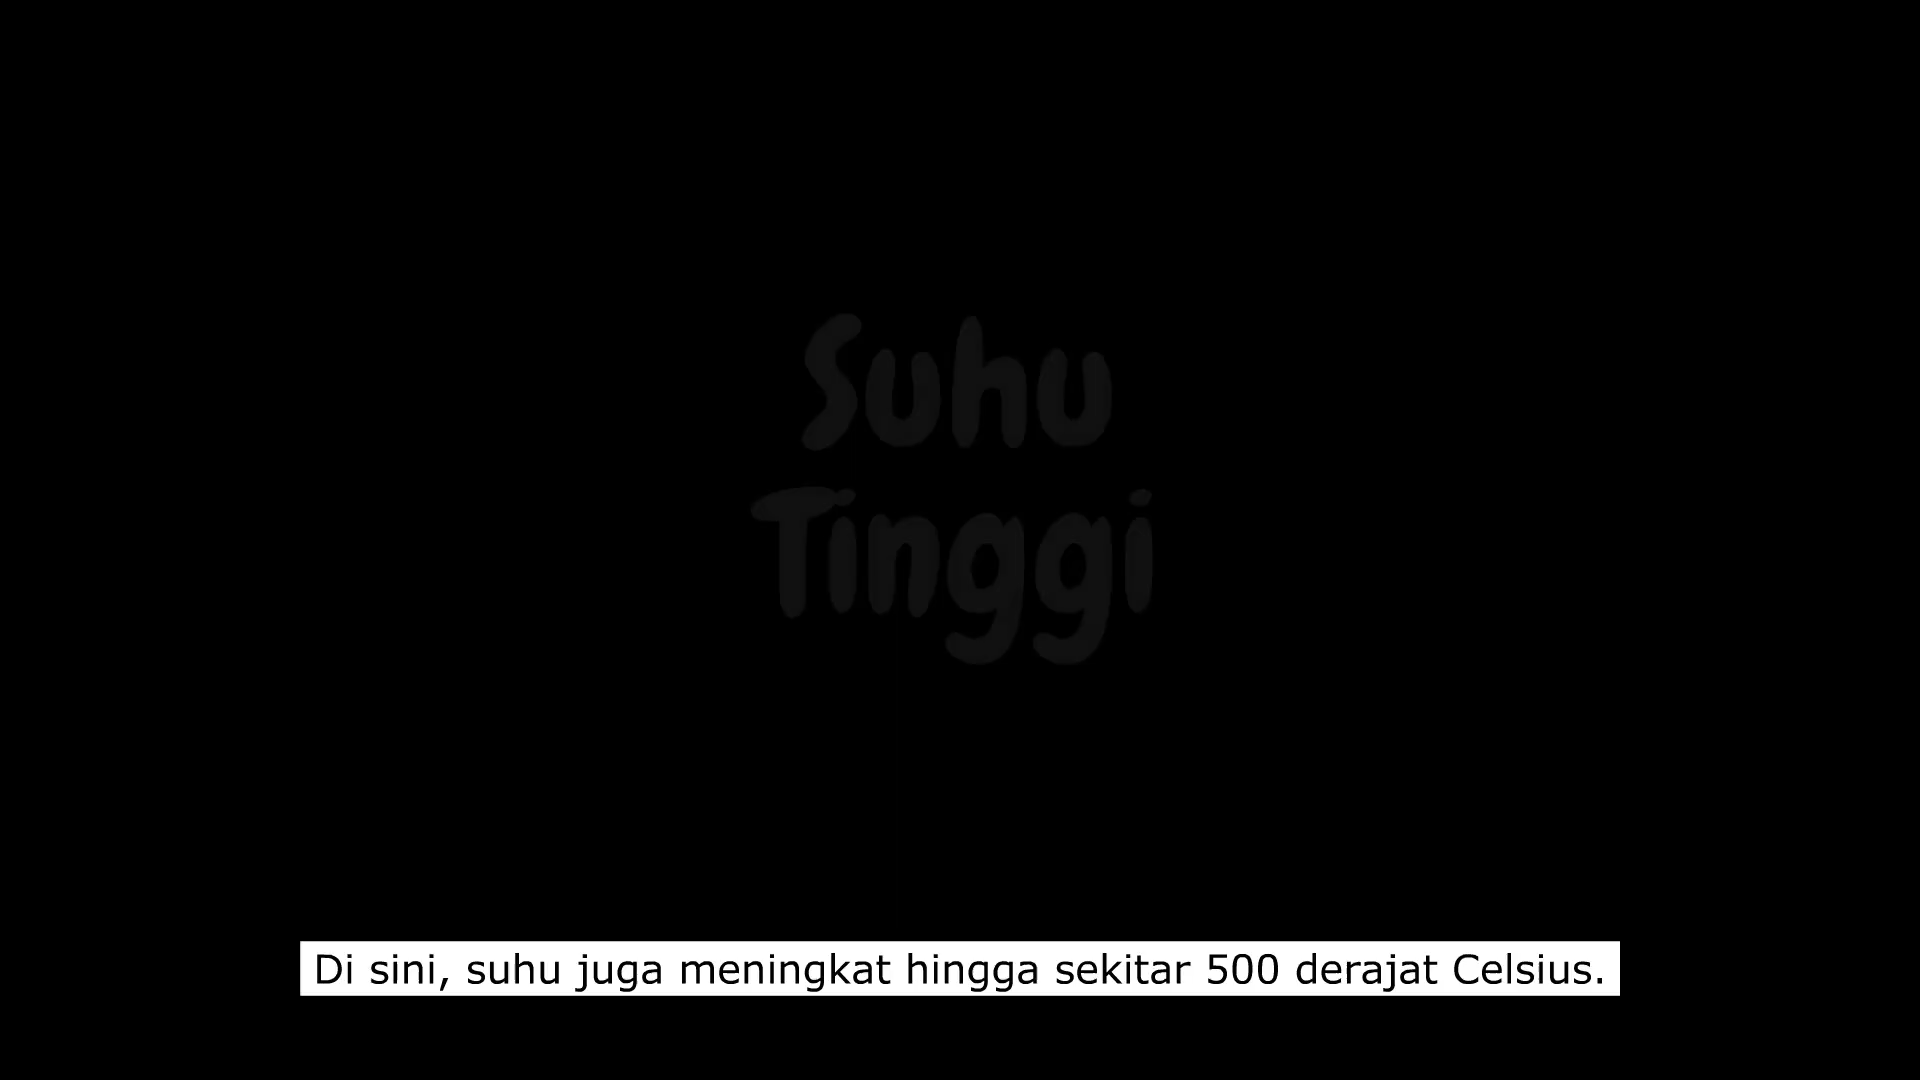 Suhu
Tinggi
Di sini, suhu juga meningkat hingga sekitar 500 derajat Celsius.